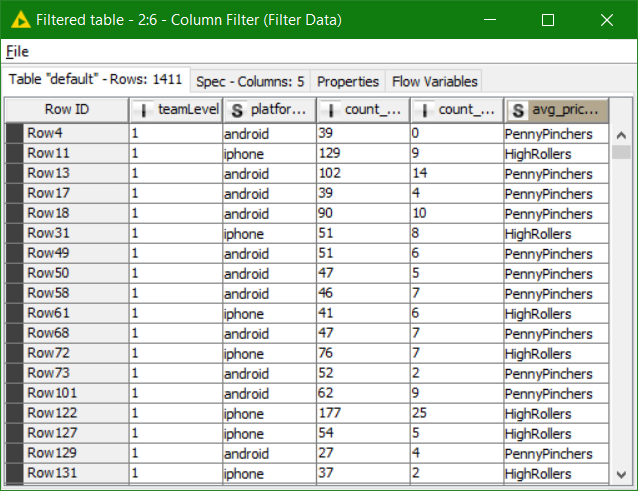 Filtered table - 2:6 - Column Filter (Filter Data)
File
Table "default" - Rows: 1411 Spec - Columns: 5 Properties Flow Variables
Row ID I teamLevel S platfor... I count_... I count_... S avg_pric...
Row4 1 android 39 0 PennyPinchers
Row11 1 iphone 129 9 HighRollers
Row13 1 android 102 14 PennyPinchers
Row17 1 android 39 4 PennyPinchers
Row18 1 android 90 10 PennyPinchers
Row31 1 iphone 51 8 HighRollers
Row49 1 android 51 6 PennyPinchers
Row50 1 android 47 5 PennyPinchers
Row58 1 android 46 7 PennyPinchers
Row61 1 iphone 41 6 HighRollers
Row68 1 android 47 7 PennyPinchers
Row72 1 iphone 76 7 HighRollers
Row73 1 android 52 2 PennyPinchers
Row101 1 android 62 9 PennyPinchers
Row122 1 iphone 177 25 HighRollers
Row127 1 iphone 54 5 HighRollers
Row129 1 android 27 4 PennyPinchers
Row131 1 iphone 37 2 HighRollers